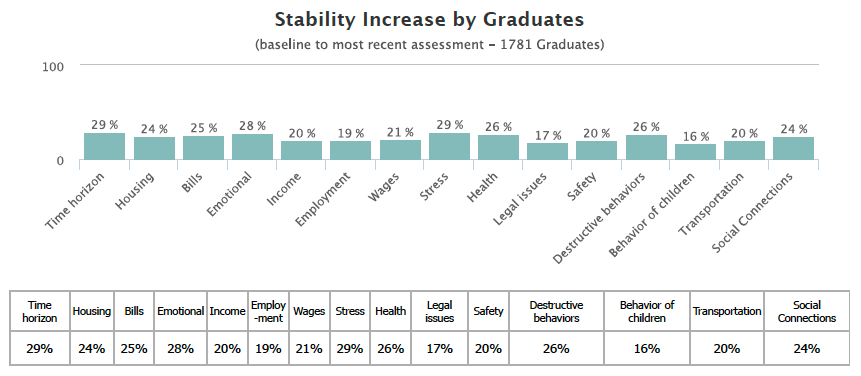 Stability Increase by Graduates
(baseline to most recent assessment – 1781 Graduates)
100
0
29 %
24 %
25 %
28 %
20 %
19 %
21 %
29 %
26 %
17 %
20 %
26 %
16 %
20 %
24 %
Time horizon
Housing
Bills
Emotional
Income
Employment
Wages
Stress
Health
Legal issues
Safety
Destructive behaviors
Behavior of children
Transportation
Social Connections
Time horizon Housing Bills Emotional Income Employ-ment Wages Stress Health Legal issues Safety Destructive behaviors Behavior of children Transportation Social Connections
29% 24% 25% 28% 20% 19% 21% 29% 26% 17% 20% 26% 16% 20% 24%